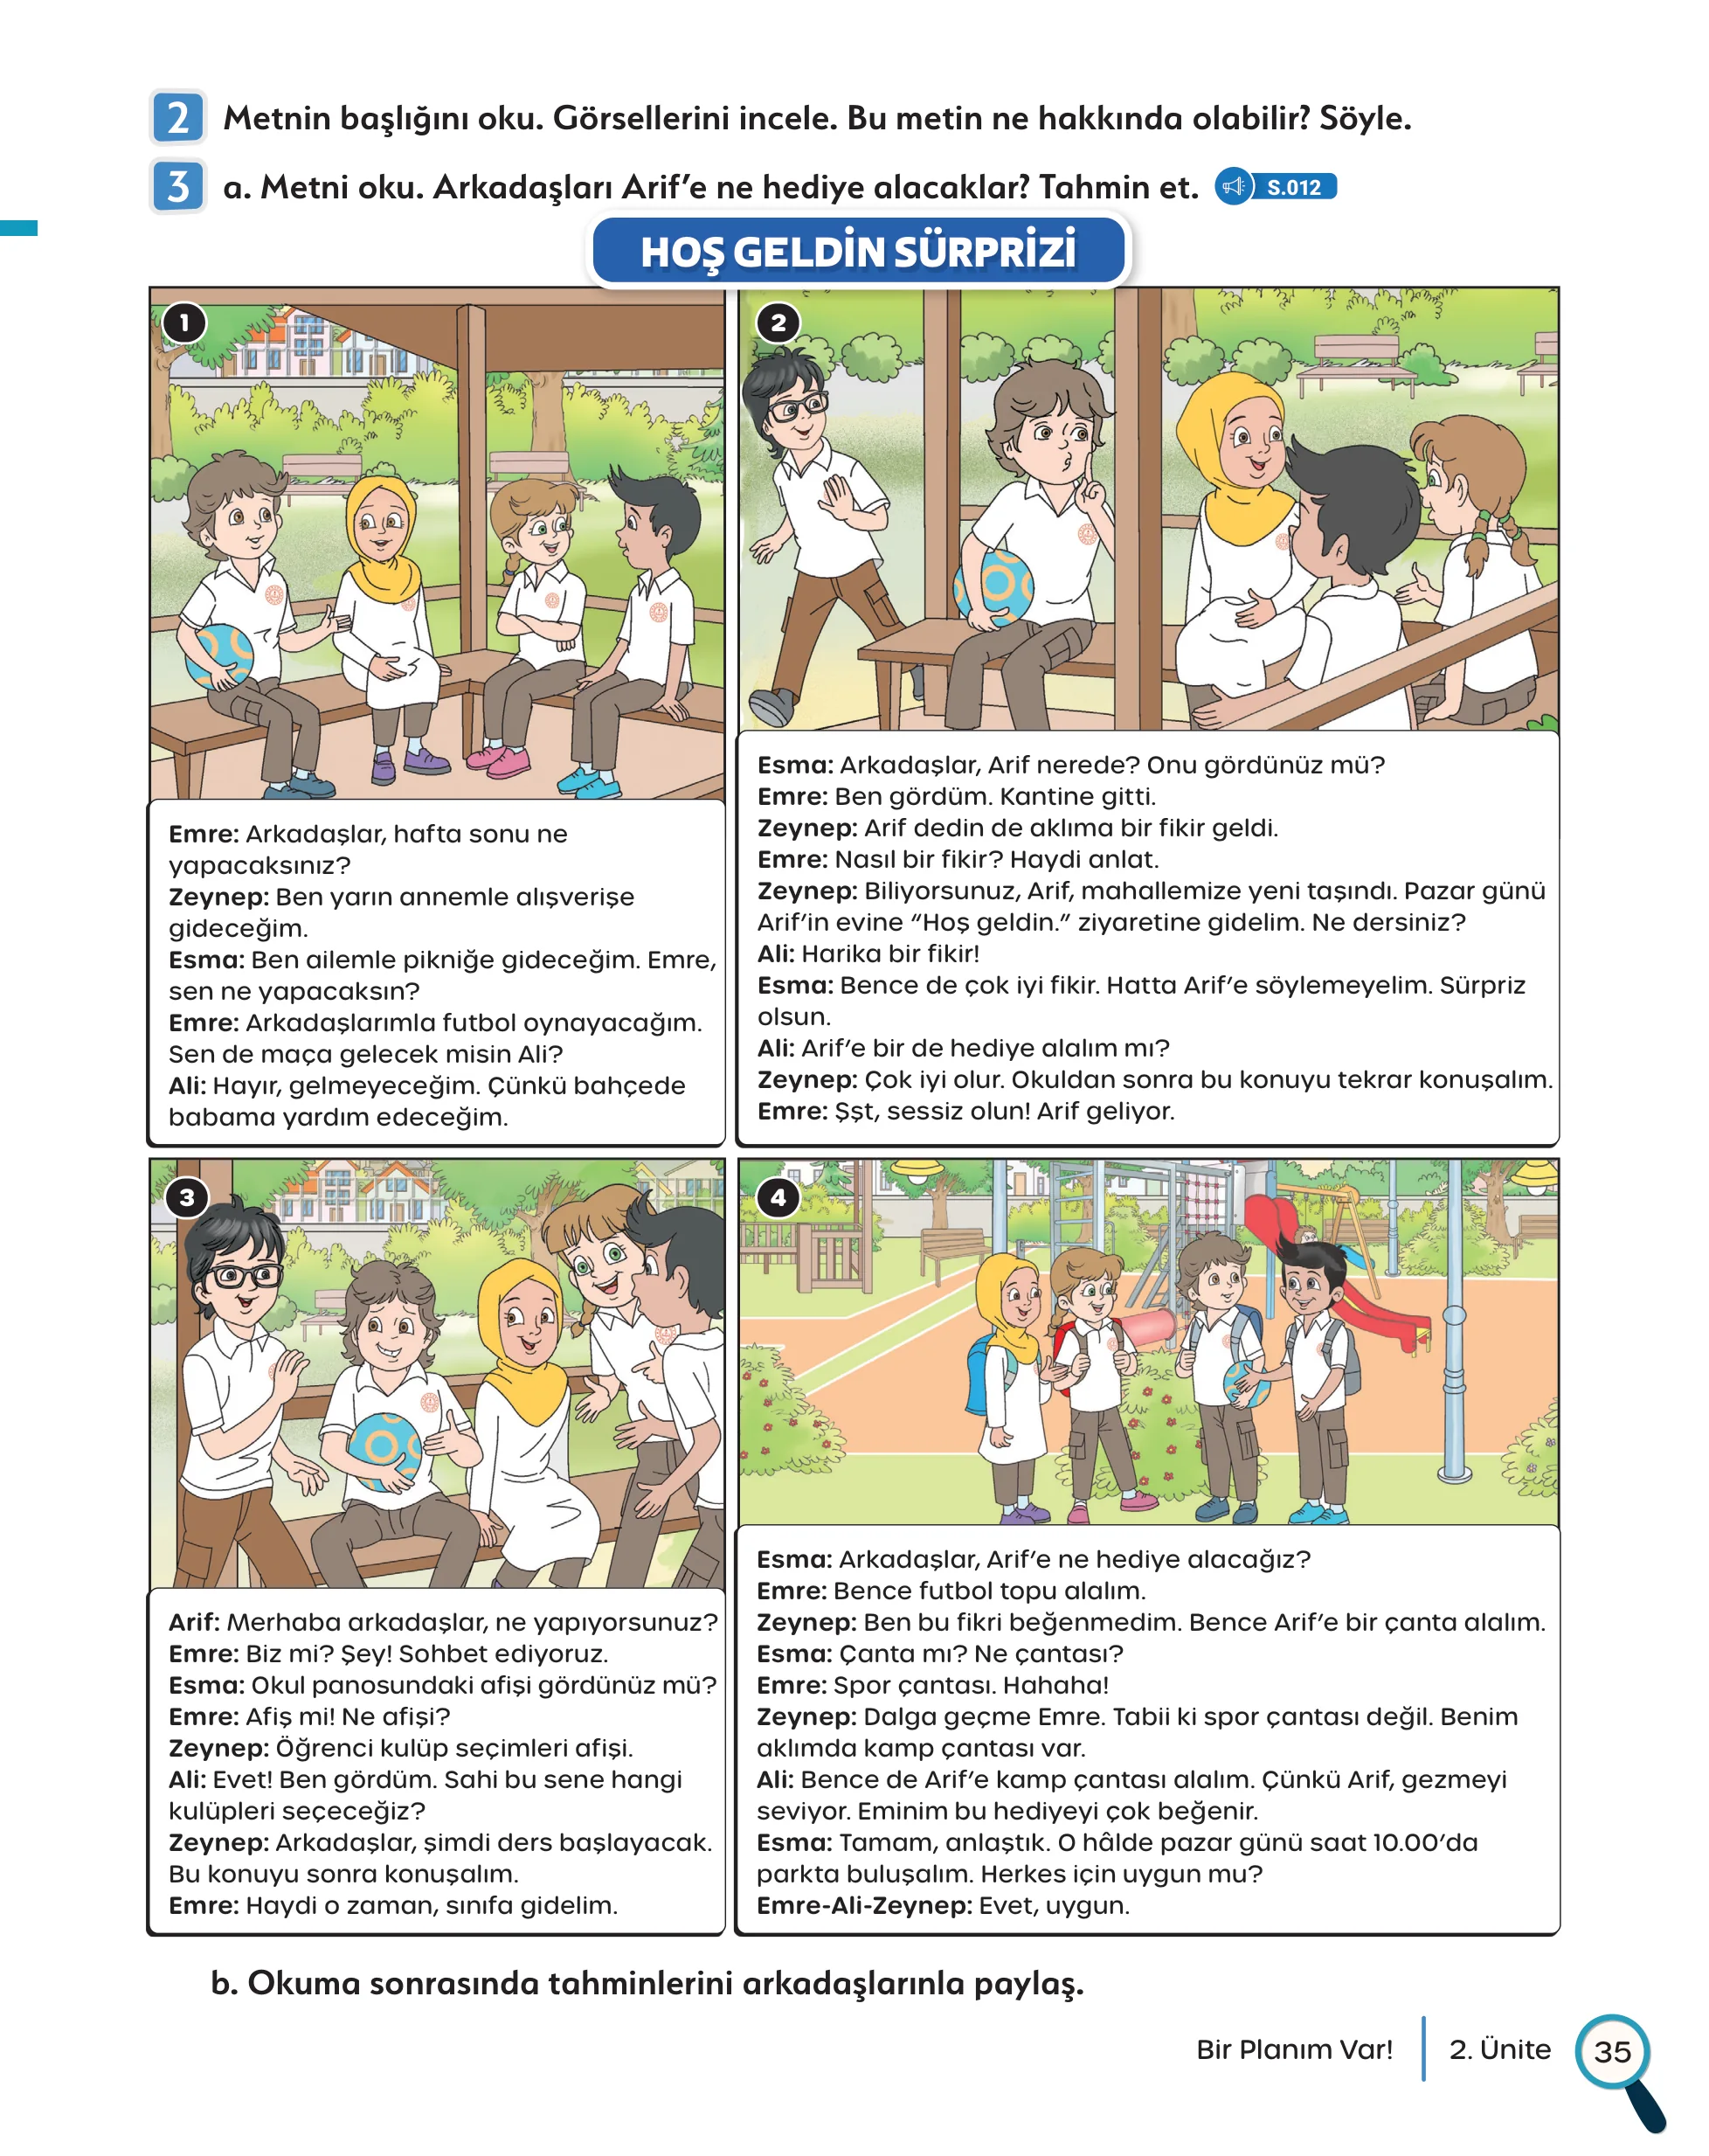 2 Metnin başlığını oku. Görsellerini incele. Bu metin ne hakkında olabilir? Söyle.
3 a. Metni oku. Arkadaşları Arif’e ne hediye alacaklar? Tahmin et. S.012
HOŞ GELDİN SÜRPRİZİ
1
Emre: Arkadaşlar, hafta sonu ne
yapacaksınız?
Zeynep: Ben yarın annemle alışverişe
gideceğim.
Esma: Ben ailemle pikniğe gideceğim. Emre,
sen ne yapacaksın?
Emre: Arkadaşlarımla futbol oynayacağım.
Sen de maça gelecek misin Ali?
Ali: Hayır, gelmeyeceğim. Çünkü bahçede
babama yardım edeceğim.
2
Esma: Arkadaşlar, Arif nerede? Onu gördünüz mü?
Emre: Ben gördüm. Kantine gitti.
Zeynep: Arif dedin de aklıma bir fikir geldi.
Emre: Nasıl bir fikir? Haydi anlat.
Zeynep: Biliyorsunuz, Arif, mahallemize yeni taşındı. Pazar günü
Arif’in evine “Hoş geldin.” ziyaretine gidelim. Ne dersiniz?
Ali: Harika bir fikir!
Esma: Bence de çok iyi fikir. Hatta Arif’e söylemeyelim. Sürpriz
olsun.
Ali: Arif’e bir de hediye alalım mı?
Zeynep: Çok iyi olur. Okuldan sonra bu konuyu tekrar konuşalım.
Emre: Şşt, sessiz olun! Arif geliyor.
3
Arif: Merhaba arkadaşlar, ne yapıyorsunuz?
Emre: Biz mi? Şey! Sohbet ediyoruz.
Esma: Okul panosundaki afişi gördünüz mü?
Emre: Afiş mi! Ne afişi?
Zeynep: Öğrenci kulüp seçimleri afişi.
Ali: Evet! Ben gördüm. Sahi bu sene hangi
kulüpleri seçeceğiz?
Zeynep: Arkadaşlar, şimdi ders başlayacak.
Bu konuyu sonra konuşalım.
Emre: Haydi o zaman, sınıfa gidelim.
4
Esma: Arkadaşlar, Arif’e ne hediye alacağız?
Emre: Bence futbol topu alalım.
Zeynep: Ben bu fikri beğenmedim. Bence Arif’e bir çanta alalım.
Esma: Çanta mı? Ne çantası?
Emre: Spor çantası. Hahaha!
Zeynep: Dalga geçme Emre. Tabii ki spor çantası değil. Benim
aklımda kamp çantası var.
Ali: Bence de Arif’e kamp çantası alalım. Çünkü Arif, gezmeyi
seviyor. Eminim bu hediyeyi çok beğenir.
Esma: Tamam, anlaştık. O hâlde pazar günü saat 10.00’da
parkta buluşalım. Herkes için uygun mu?
Emre-Ali-Zeynep: Evet, uygun.
b. Okuma sonrasında tahminlerini arkadaşlarınla paylaş.
Bir Planım Var! 2. Ünite 35